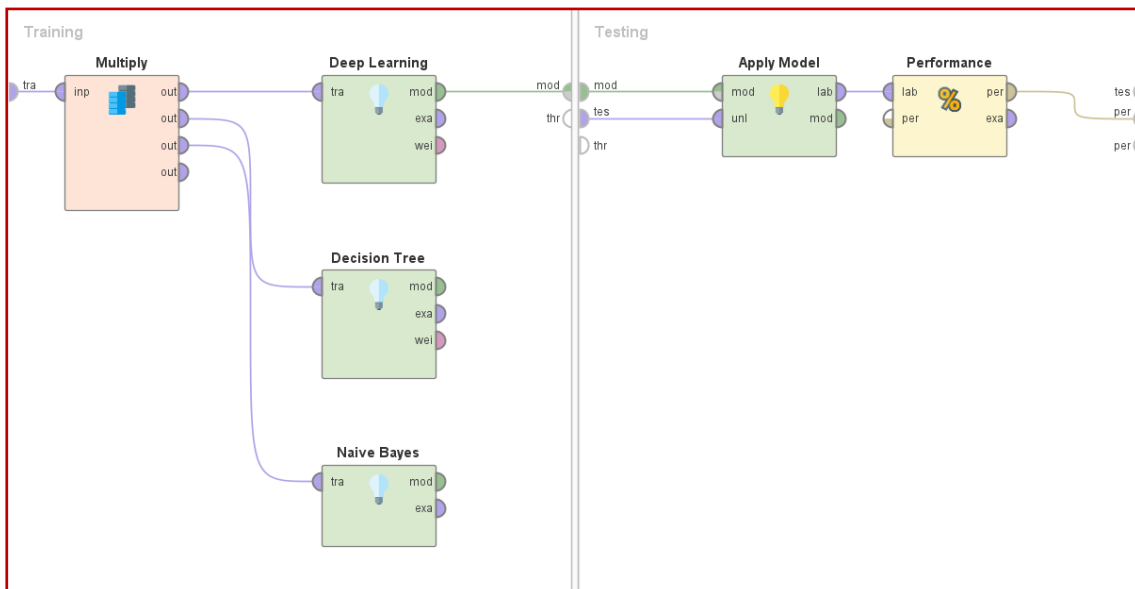 Training
Testing
Multiply
Deep Learning
Apply Model
Performance
tra
inp
out
tra
mod
mod
mod
mod
lab
lab
per
tes
out
exa
thr
tes
unl
mod
per
exa
per
out
wei
thr
per
out
Decision Tree
tra
mod
exa
wei
Naive Bayes
tra
mod
exa
%